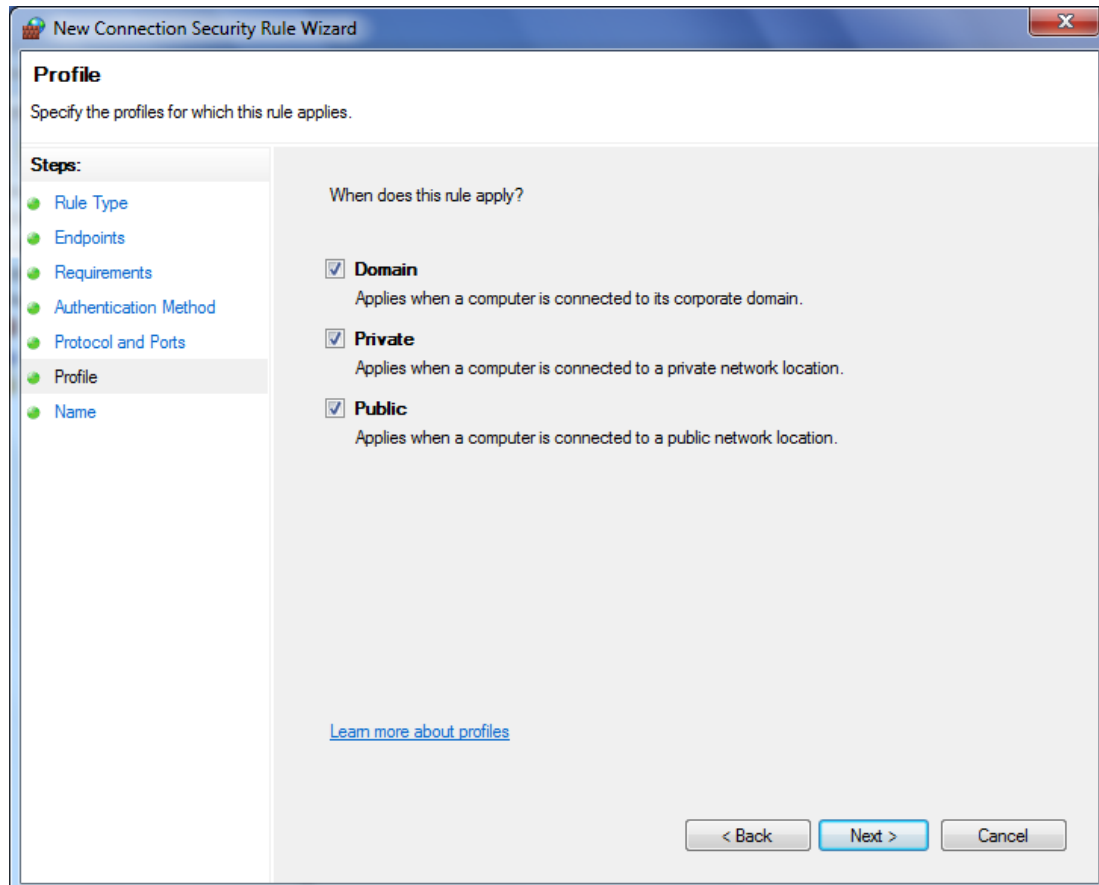 New Connection Security Rule Wizard
Profile
Specify the profiles for which this rule applies.
Steps:
Rule Type
Endpoints
Requirements
Authentication Method
Protocol and Ports
Profile
Name
When does this rule apply?
Domain
Applies when a computer is connected to its corporate domain.
Private
Applies when a computer is connected to a private network location.
Public
Applies when a computer is connected to a public network location.
Learn more about profiles
< Back
Next >
Cancel